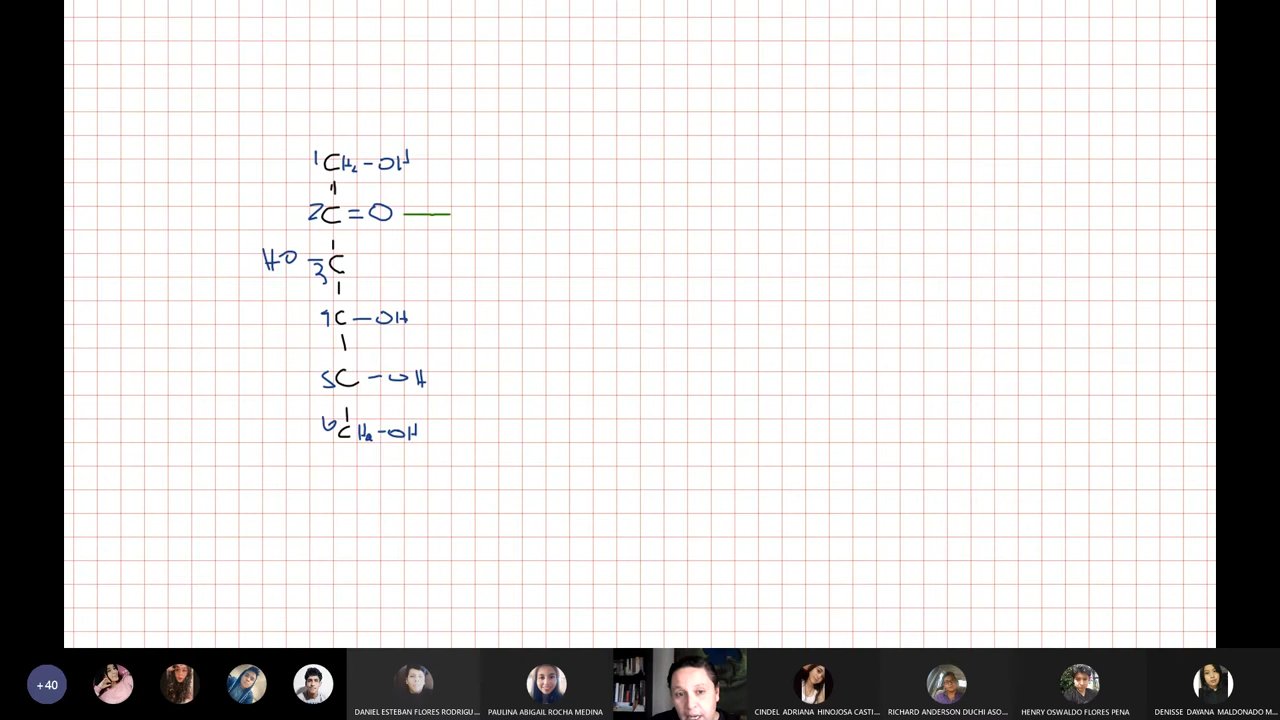 1CH2-OH
2C=O
HO-3C
4C-OH
5C-OH
6CH2-OH
+40
DANIEL ESTEBAN FLORES RODRIGU...
PAULINA ABIGAIL ROCHA MEDINA
CINDEL ADRIANA HINOJOSA CASTI...
RICHARD ANDERSON DUCHI ASO...
HENRY OSWALDO FLORES PENA
DENISSE DAYANA MALDONADO M...